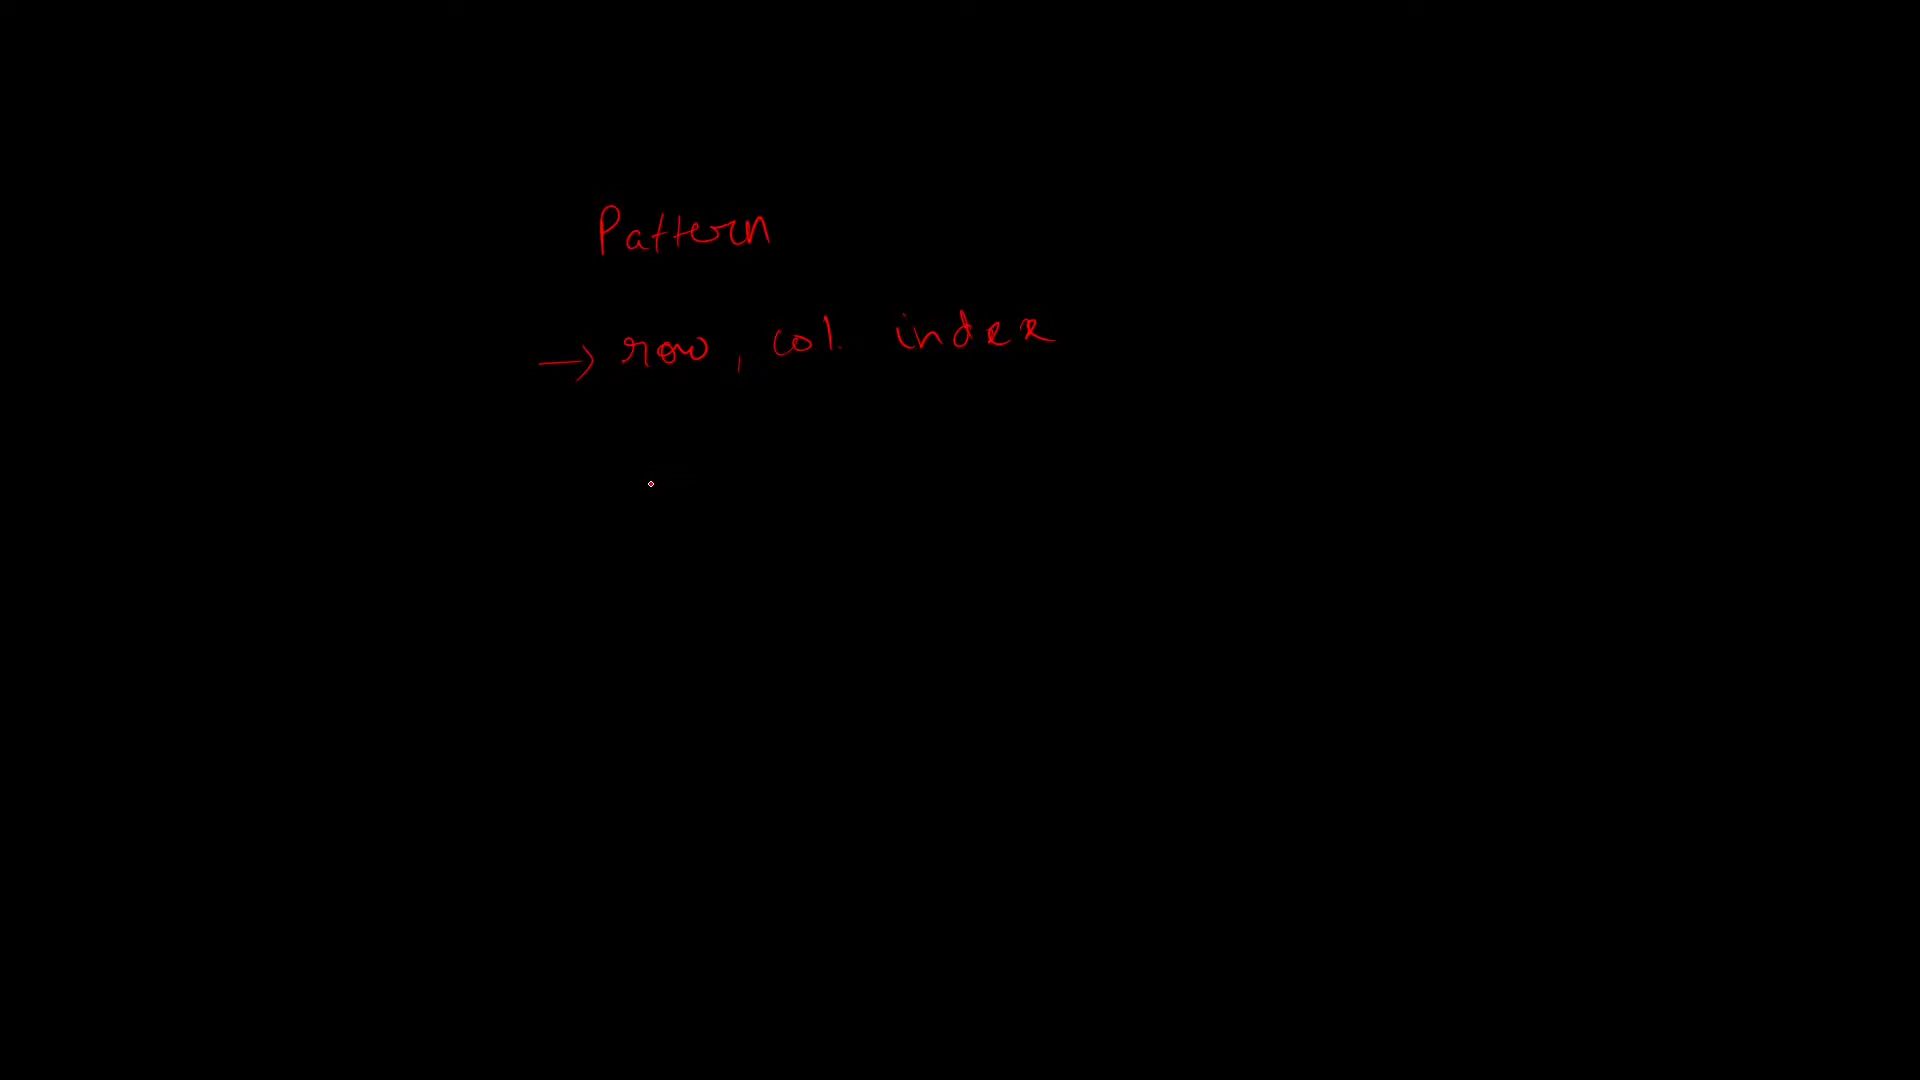 Pattern
→ row, col. index